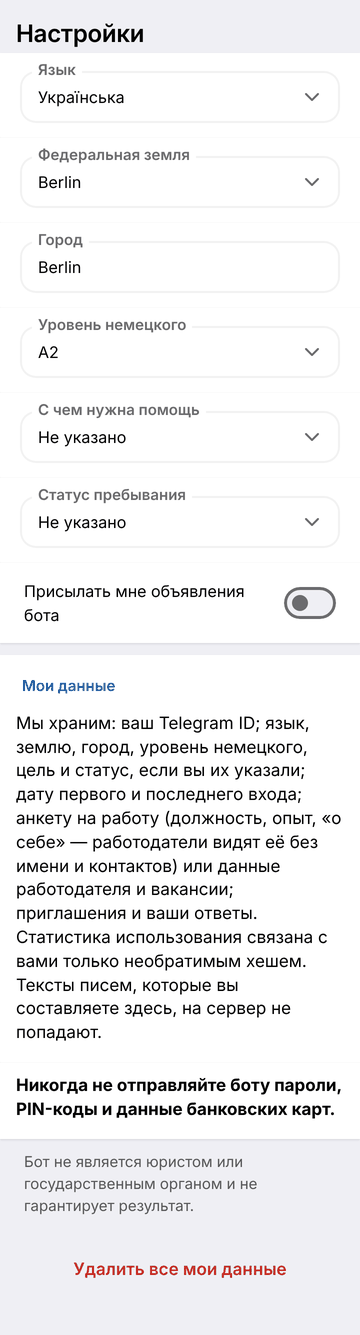 Настройки
Язык
Українська
Федеральная земля
Berlin
Город
Berlin
Уровень немецкого
A2
С чем нужна помощь
Не указано
Статус пребывания
Не указано
Присылать мне объявления
бота
Мои данные
Мы храним: ваш Telegram ID; язык,
землю, город, уровень немецкого,
цель и статус, если вы их указали;
дату первого и последнего входа;
анкету на работу (должность, опыт, «о
себе» — работодатели видят её без
имени и контактов) или данные
работодателя и вакансии;
приглашения и ваши ответы.
Статистика использования связана с
вами только необратимым хешем.
Тексты писем, которые вы
составляете здесь, на сервер не
попадают.
Никогда не отправляйте боту пароли,
PIN-коды и данные банковских карт.
Бот не является юристом или
государственным органом и не
гарантирует результат.
Удалить все мои данные